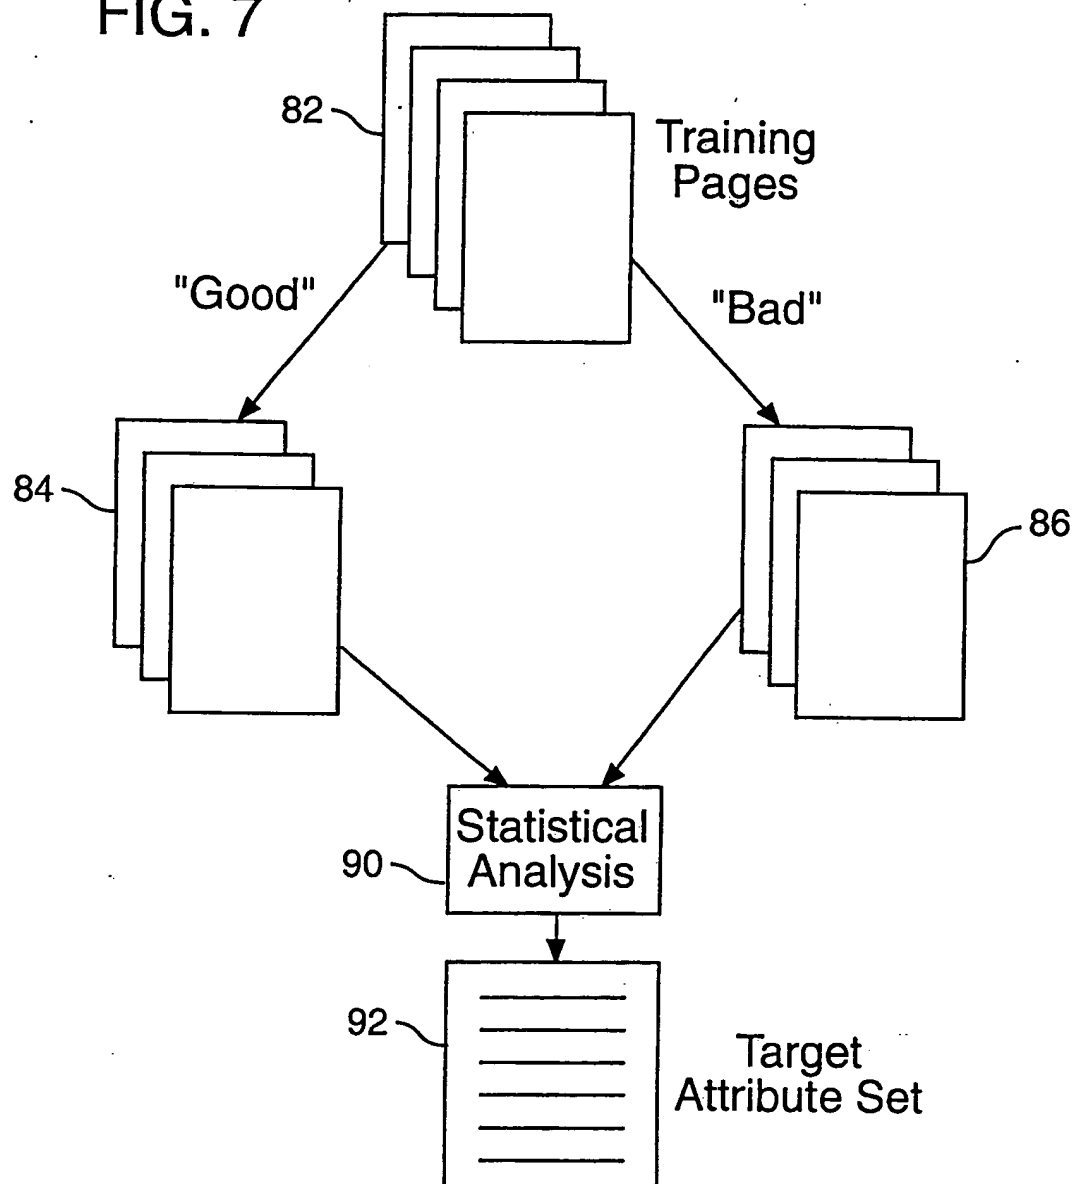 FIG. 7
82
Training
Pages
"Good"
"Bad"
84
86
Statistical
Analysis
90
92
Target
Attribute Set